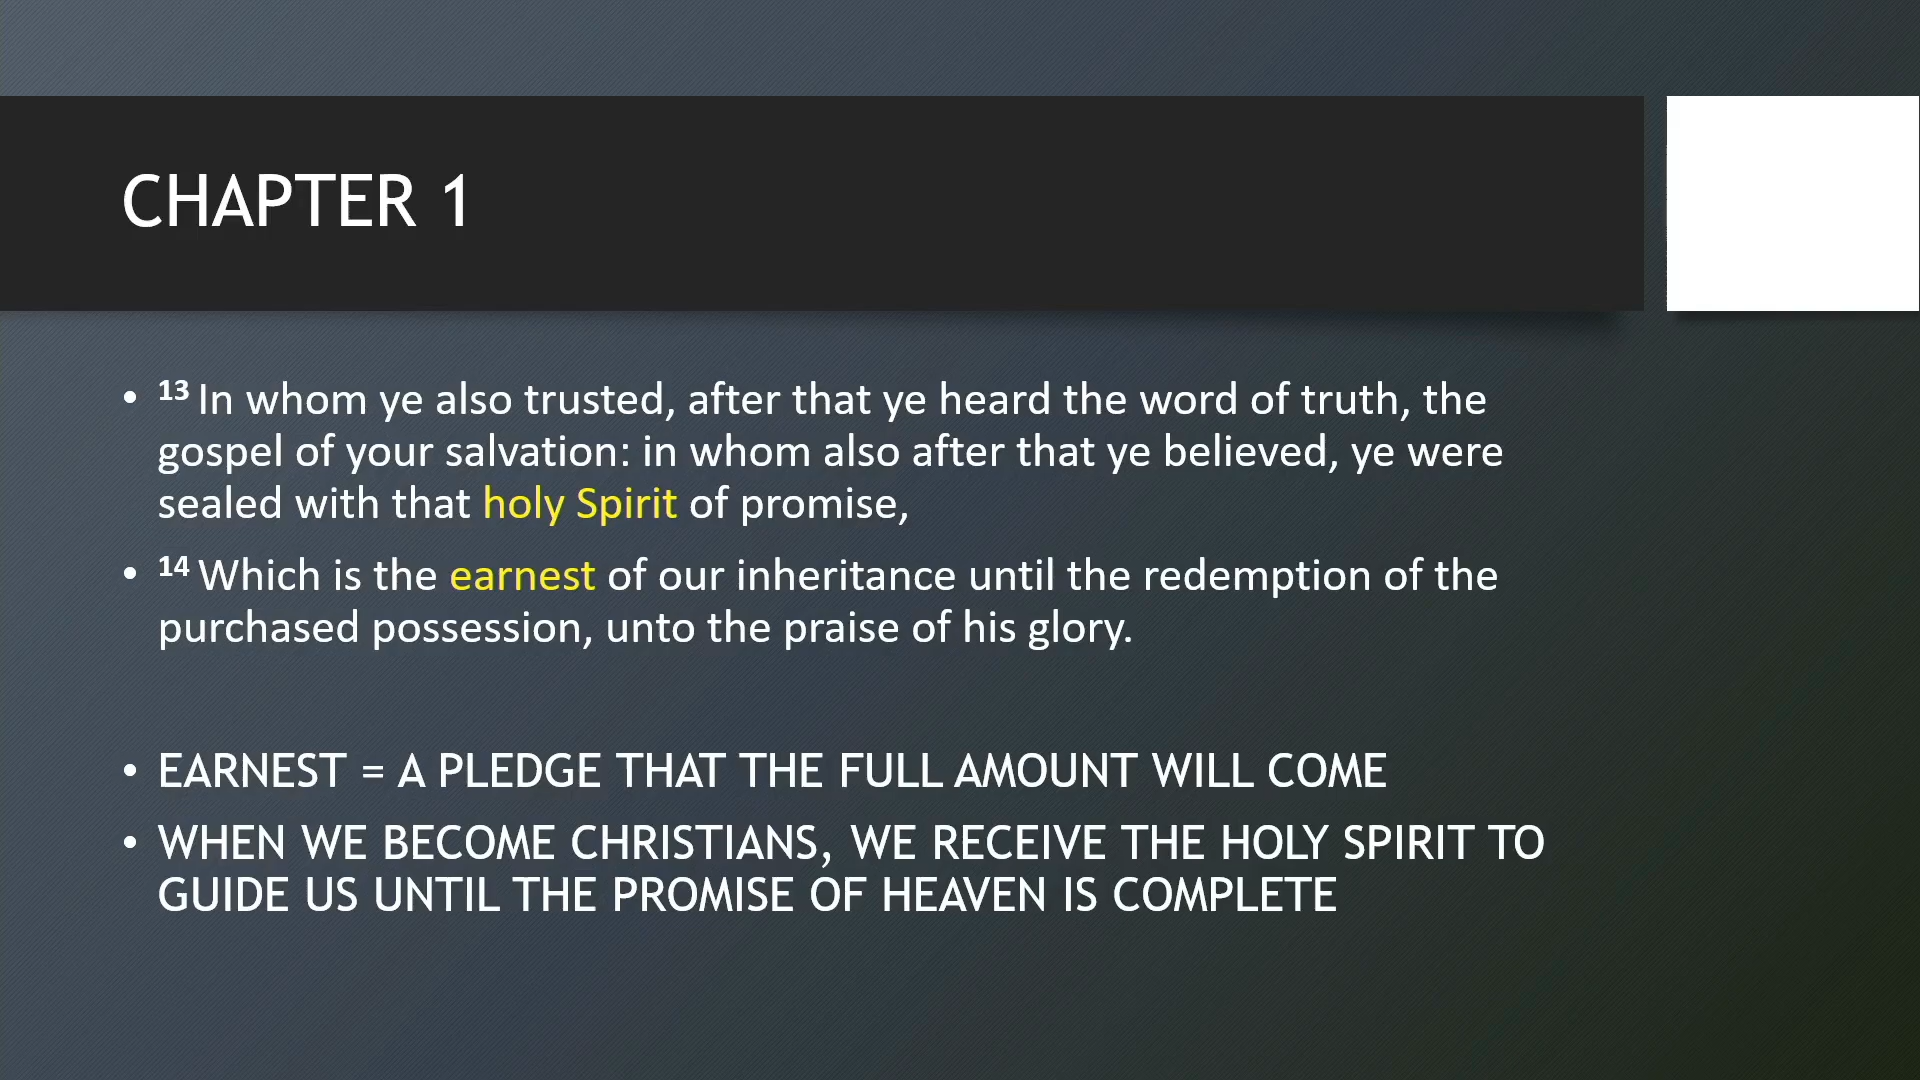 CHAPTER 1
• 13 In whom ye also trusted, after that ye heard the word of truth, the
gospel of your salvation: in whom also after that ye believed, ye were
sealed with that holy Spirit of promise,
• 14 Which is the earnest of our inheritance until the redemption of the
purchased possession, unto the praise of his glory.
• EARNEST = A PLEDGE THAT THE FULL AMOUNT WILL COME
• WHEN WE BECOME CHRISTIANS, WE RECEIVE THE HOLY SPIRIT TO
GUIDE US UNTIL THE PROMISE OF HEAVEN IS COMPLETE